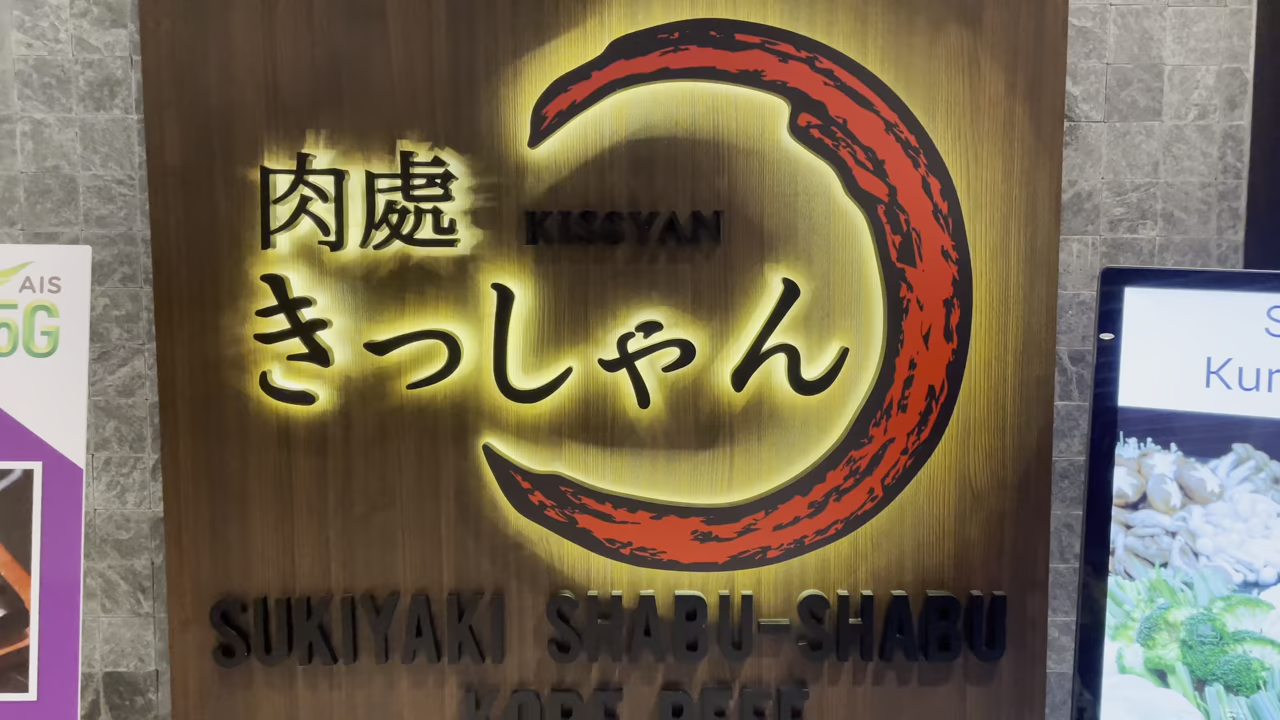 肉處
KISSYAN
きっしゃん
SUKIYAKI SHABU-SHABU
KOBE BEEF
AIS
5G